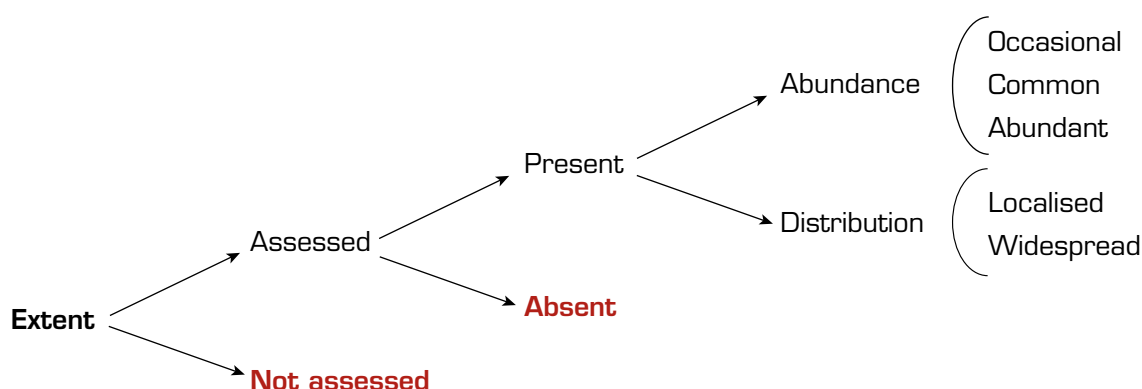 Occasional
Abundance
Common
Abundant
Present
Localised
Distribution
Assessed
Widespread
Absent
Extent
Not assessed